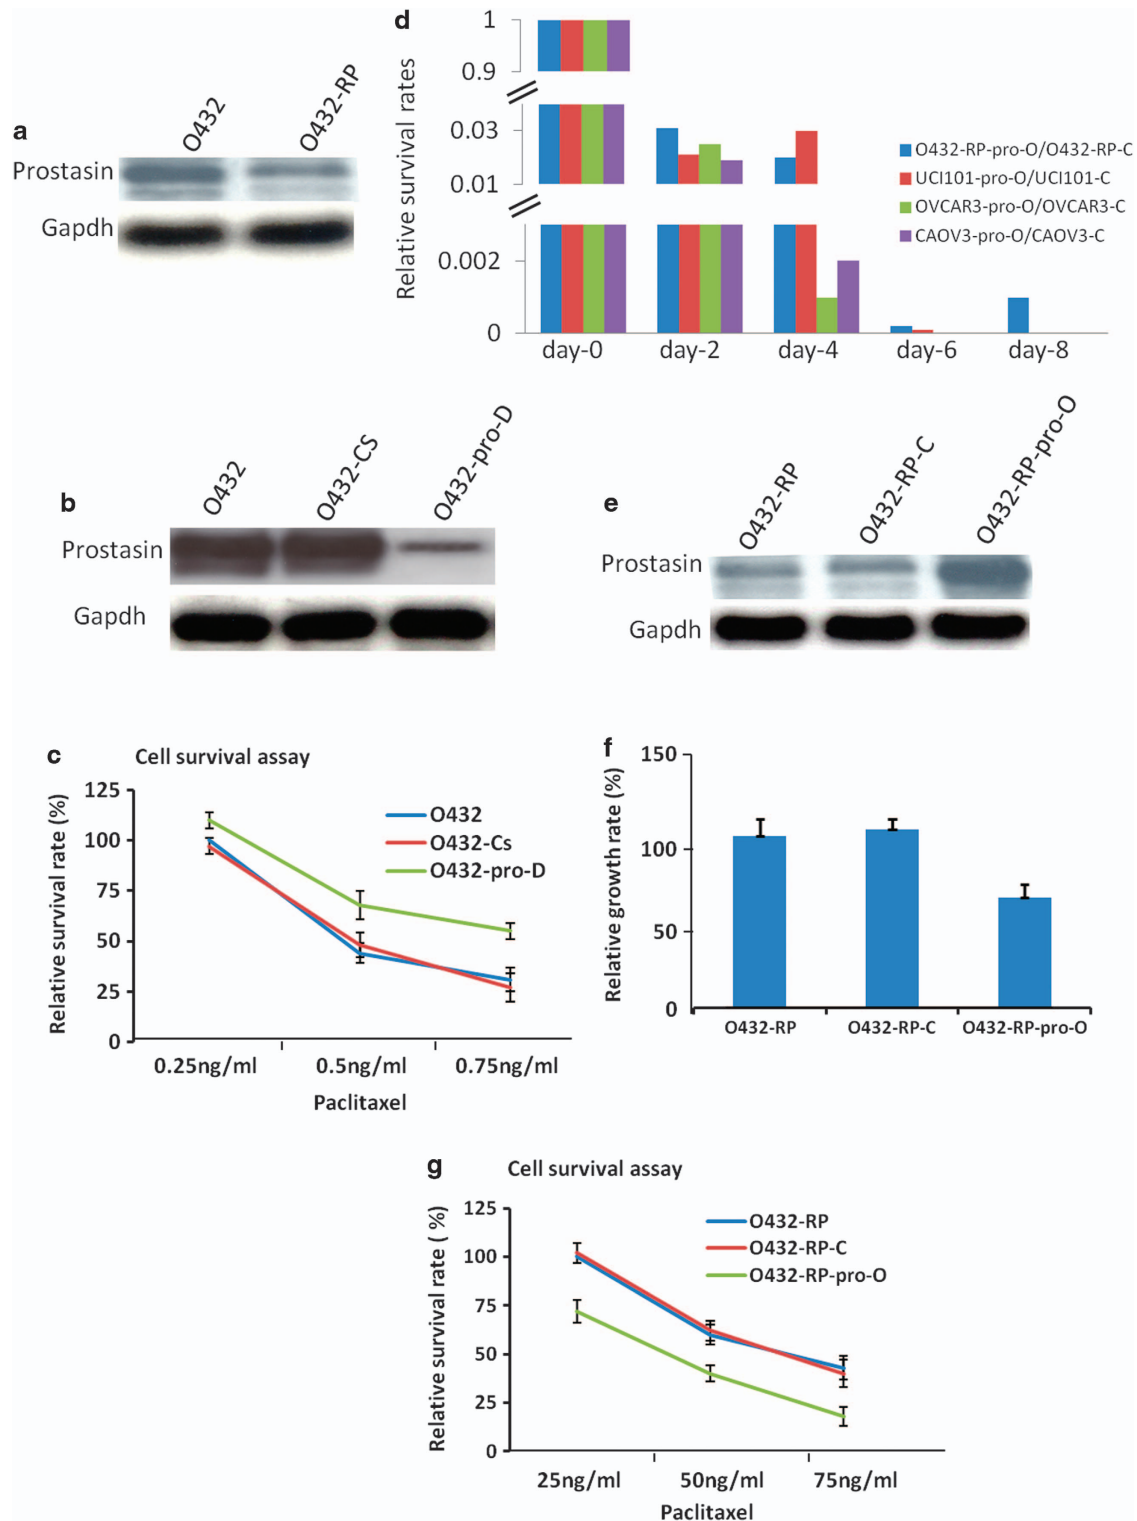 a
O432
O432-RP
Prostasin
Gapdh
d
Relative survival rates
1
0.9
0.03
0.01
0.002
0
day-0
day-2
day-4
day-6
day-8
O432-RP-pro-O/O432-RP-C
UCI101-pro-O/UCI101-C
OVCAR3-pro-O/OVCAR3-C
CAOV3-pro-O/CAOV3-C
b
O432
O432-CS
O432-pro-D
Prostasin
Gapdh
e
O432-RP
O432-RP-C
O432-RP-pro-O
Prostasin
Gapdh
c
Cell survival assay
Relative survival rate (%)
125
100
75
50
25
0
O432
O432-Cs
O432-pro-D
0.25ng/ml
0.5ng/ml
0.75ng/ml
Paclitaxel
f
Relative growth rate (%)
150
100
50
0
O432-RP
O432-RP-C
O432-RP-pro-O
g
Cell survival assay
Relative survival rate ( %)
125
100
75
50
25
0
O432-RP
O432-RP-C
O432-RP-pro-O
25ng/ml
50ng/ml
75ng/ml
Paclitaxel